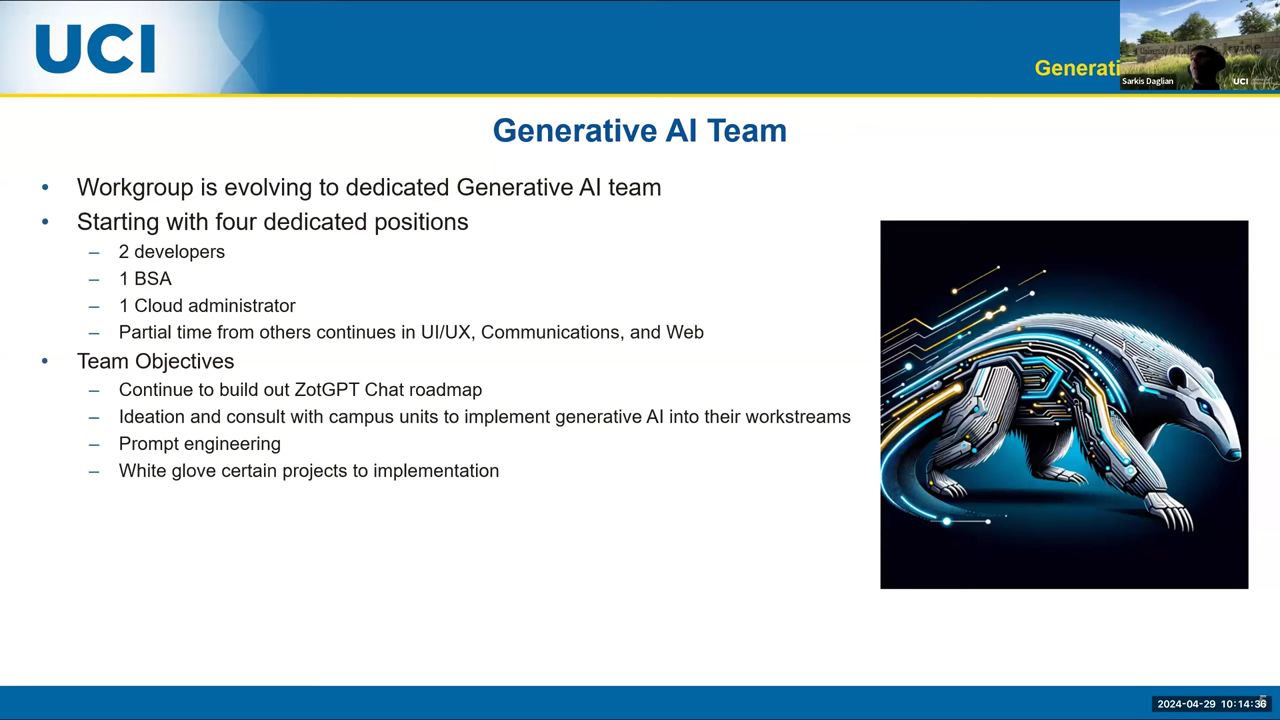 UCI
Generati
Sarkis Daglian
UCI
Generative AI Team
• Workgroup is evolving to dedicated Generative AI team
• Starting with four dedicated positions
– 2 developers
– 1 BSA
– 1 Cloud administrator
– Partial time from others continues in UI/UX, Communications, and Web
• Team Objectives
– Continue to build out ZotGPT Chat roadmap
– Ideation and consult with campus units to implement generative AI into their workstreams
– Prompt engineering
– White glove certain projects to implementation
2024-04-29 10:14:36